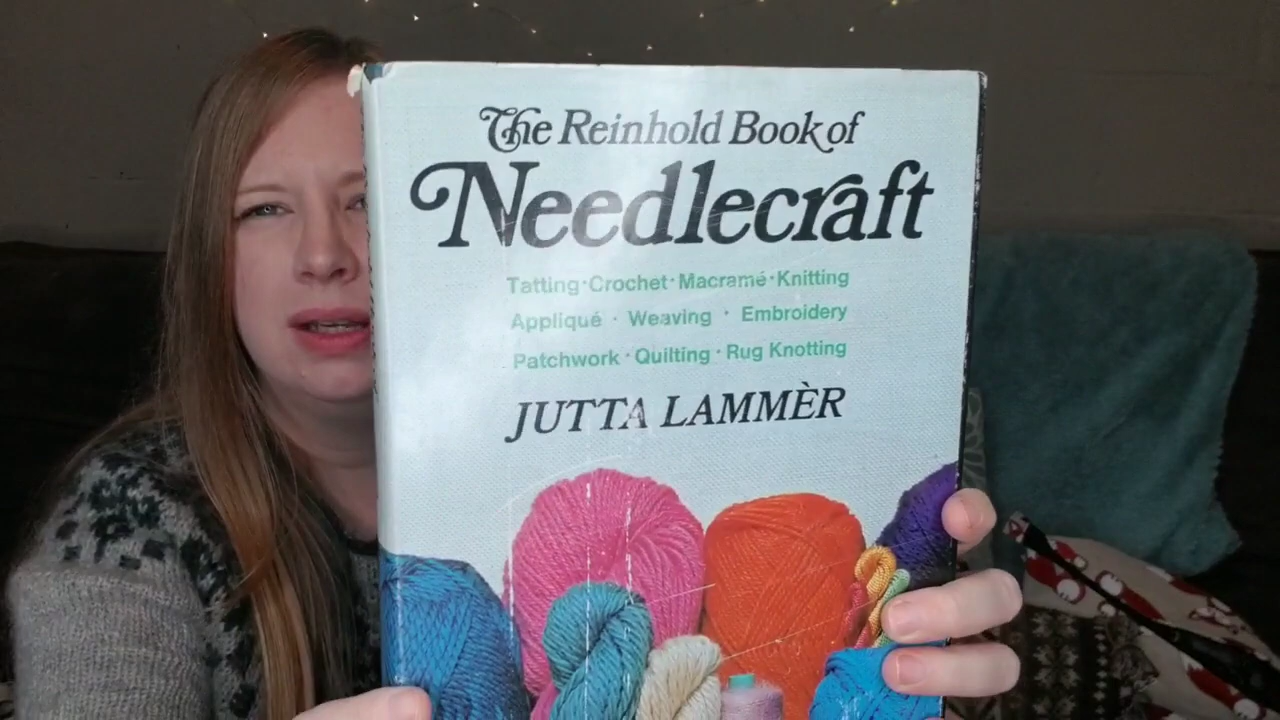 The Reinhold Book of
Needlecraft
Tatting · Crochet · Macramé · Knitting
Appliqué · Weaving · Embroidery
Patchwork · Quilting · Rug Knotting
JUTTA LAMMÈR